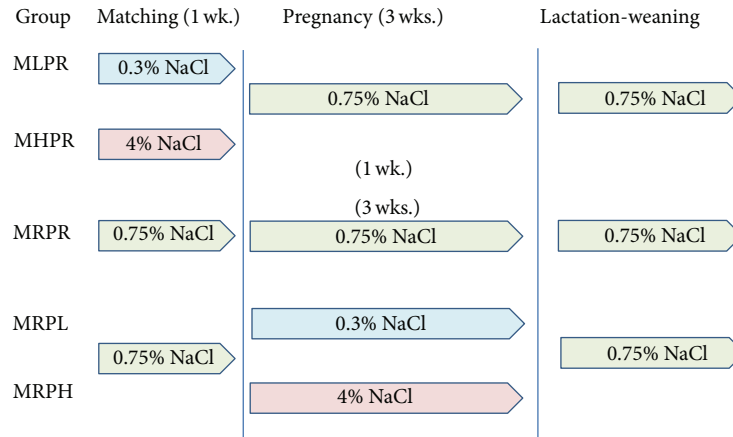 Group Matching (1 wk.) Pregnancy (3 wks.) Lactation-weaning
MLPR 0.3% NaCl
0.75% NaCl 0.75% NaCl
MHPR 4% NaCl
(1 wk.)
(3 wks.)
MRPR 0.75% NaCl 0.75% NaCl 0.75% NaCl
MRPL 0.3% NaCl
0.75% NaCl 0.75% NaCl
MRPH 4% NaCl